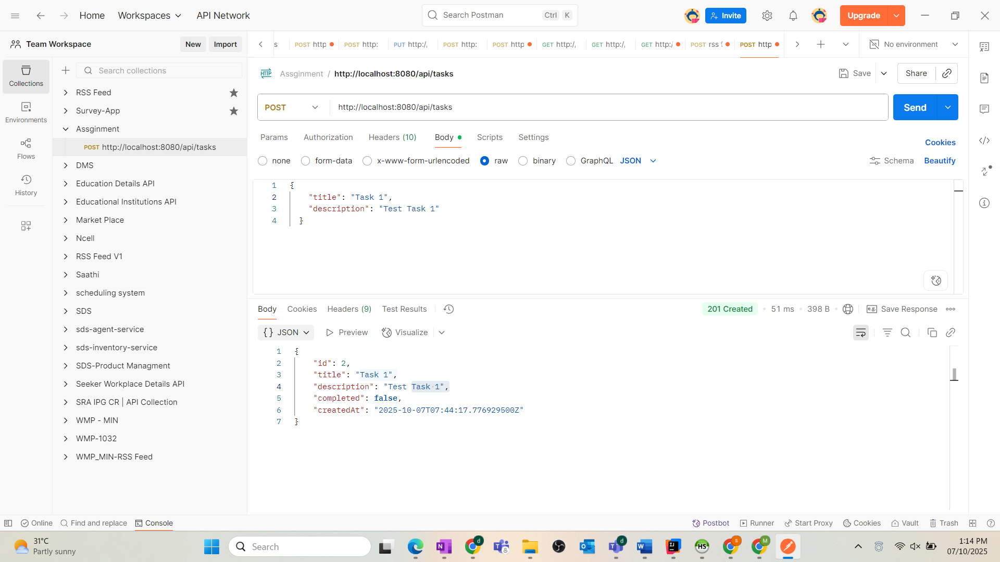 Home
Workspaces
API Network
Search Postman
Ctrl K
Invite
Upgrade
Team Workspace
New
Import
s
POST http
POST http:
PUT http:/
POST http:
POST http
GET http:/
GET http:/
GET http:/
POST rss
POST http
No environment
Collections
Environments
Flows
History
Search collections
RSS Feed
Survey-App
Assginment
POST http://localhost:8080/api/tasks
DMS
Education Details API
Educational Institutions API
Market Place
Ncell
RSS Feed V1
Saathi
scheduling system
SDS
sds-agent-service
sds-inventory-service
SDS-Product Managment
Seeker Workplace Details API
SRA IPG CR | API Collection
WMP - MIN
WMP-1032
WMP_MIN-RSS Feed
HTTP Assginment / http://localhost:8080/api/tasks
Save
Share
POST
http://localhost:8080/api/tasks
Send
Params Authorization Headers (10) Body Scripts Settings
Cookies
none form-data x-www-form-urlencoded raw binary GraphQL JSON
Schema
Beautify
1 {
2 "title": "Task 1",
3 "description": "Test Task 1"
4 }
Body Cookies Headers (9) Test Results
201 Created 51 ms 398 B
e.g. Save Response
{} JSON Preview Visualize
1 {
2 "id": 2,
3 "title": "Task 1",
4 "description": "Test Task 1",
5 "completed": false,
6 "createdAt": "2025-10-07T07:44:17.776929500Z"
7 }
Online
Find and replace
Console
Postbot
Runner
Start Proxy
Cookies
Vault
Trash
31°C
Partly sunny
Search
N
d
d
W
IJ
HS
S
M
1:14 PM
07/10/2025